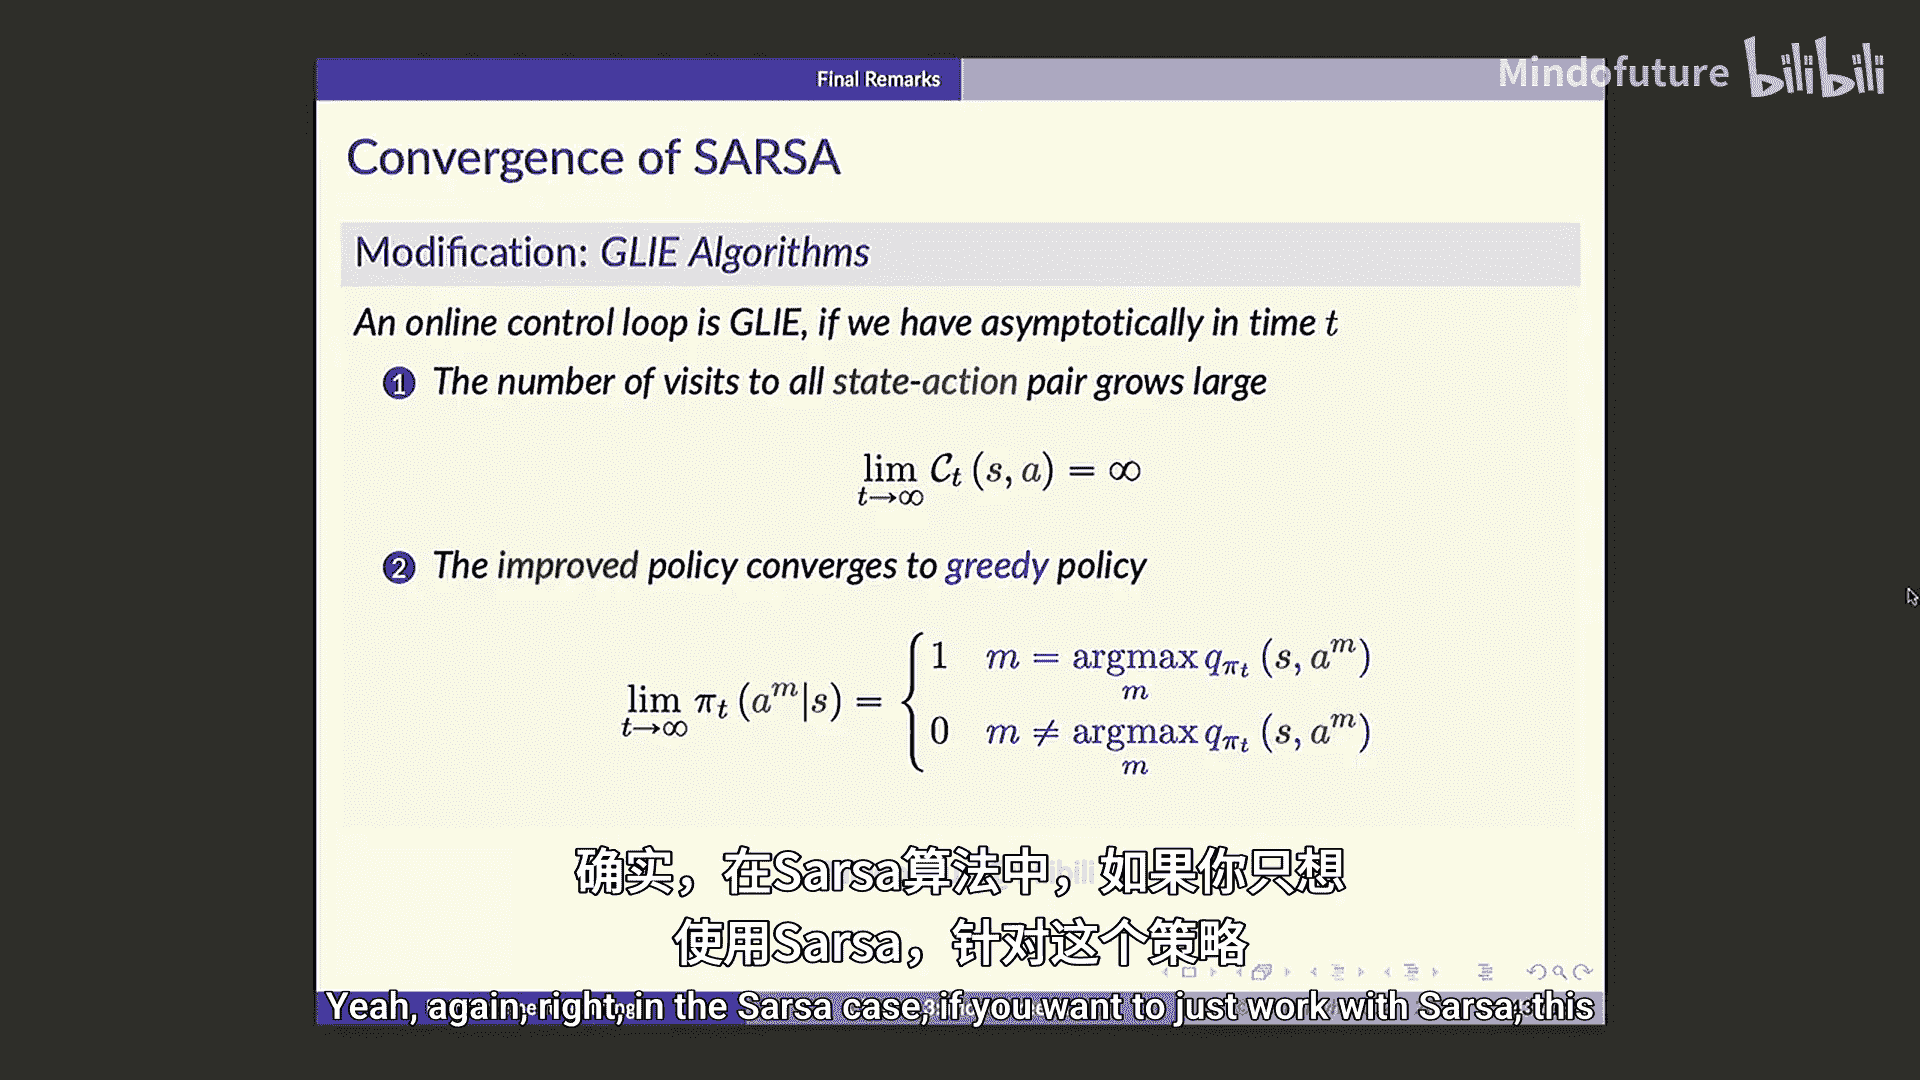 Final Remarks
Mindofuture bilibili
Convergence of SARSA
Modification: GLIE Algorithms
An online control loop is GLIE, if we have asymptotically in time t
1 The number of visits to all state-action pair grows large
lim t→∞ 𝒞t (s, a) = ∞
2 The improved policy converges to greedy policy
lim t→∞ πt (a^m|s) = { 1 m = argmax m qπt (s, a^m)
0 m ≠ argmax m qπt (s, a^m)
确实，在Sarsa算法中，如果你只想
使用Sarsa，针对这个策略
Yeah, again, right, in the Sarsa case, if you want to just work with Sarsa, this